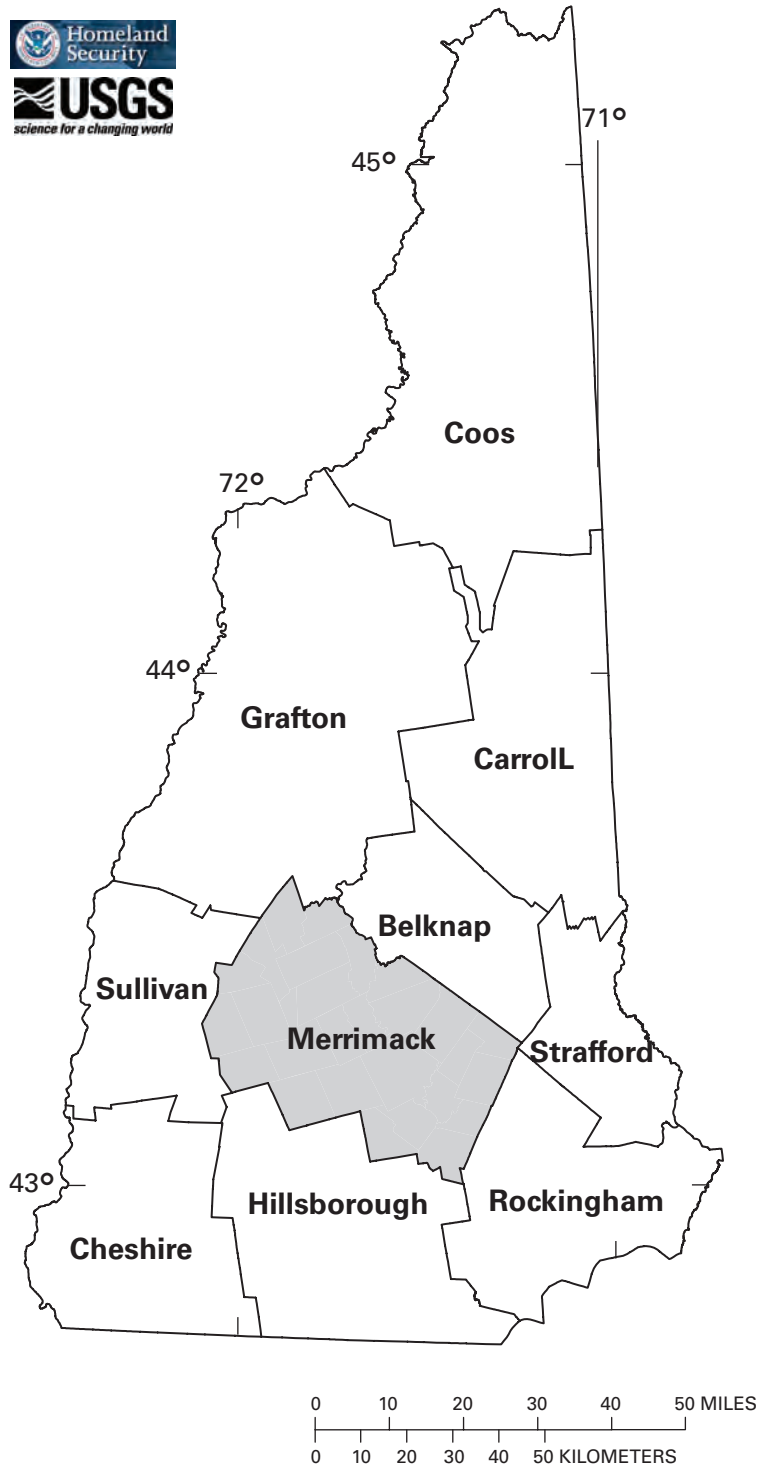 Homeland
Security
USGS
science for a changing world
71°
45°
Coos
72°
44°
Grafton
CarrolL
Belknap
Sullivan
Merrimack
Strafford
43°
Hillsborough
Rockingham
Cheshire
0 10 20 30 40 50 MILES
0 10 20 30 40 50 KILOMETERS